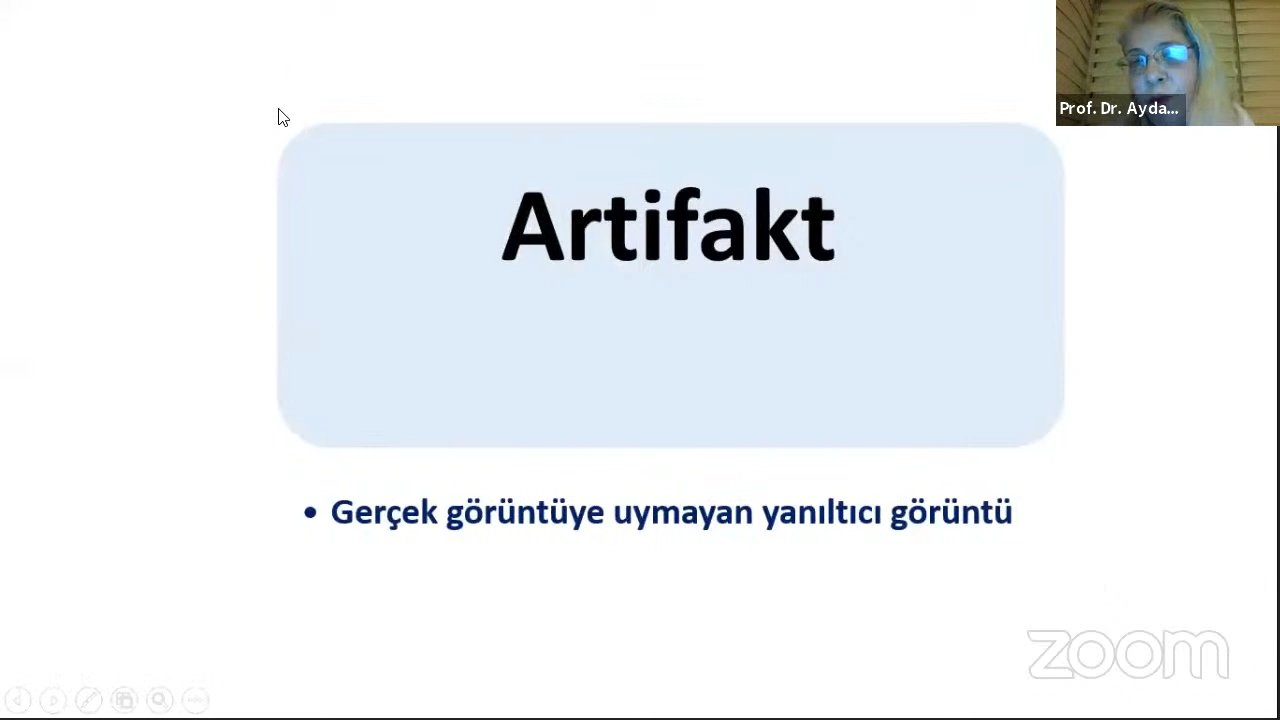 Prof. Dr. Ayda...
Artifakt
• Gerçek görüntüye uymayan yanıltıcı görüntü
zoom